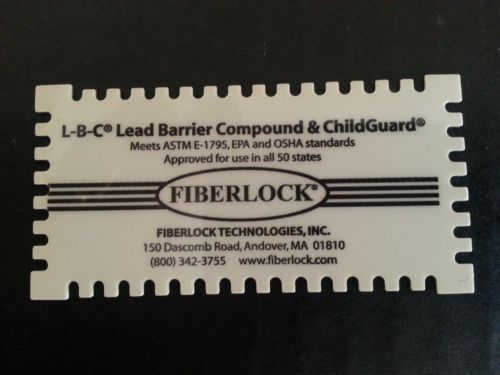 L-B-C® Lead Barrier Compound & ChildGuard®
Meets ASTM E-1795, EPA and OSHA standards
Approved for use in all 50 states
FIBERLOCK®
FIBERLOCK TECHNOLOGIES, INC.
150 Dascomb Road, Andover, MA 01810
(800) 342-3755 www.fiberlock.com